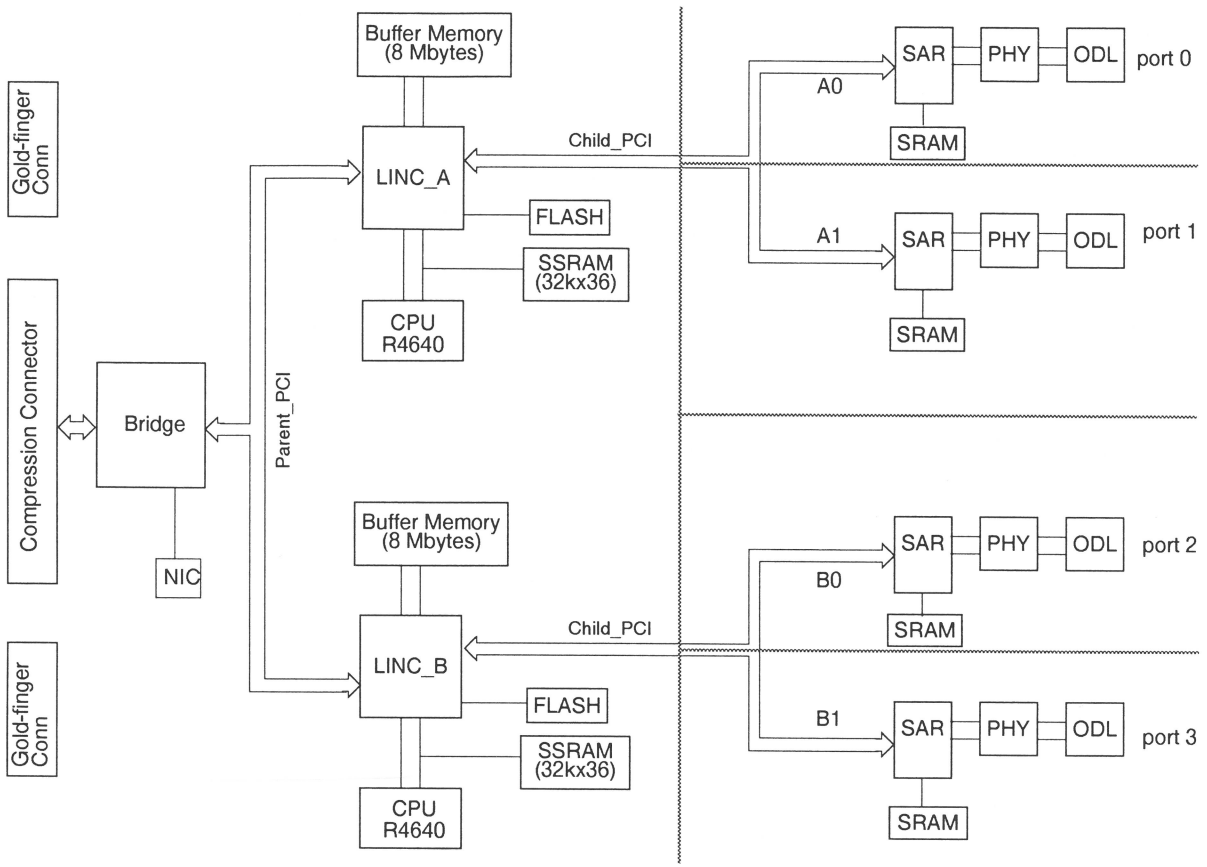 Gold-finger
Conn
Compression Connector
Gold-finger
Conn
Bridge
NIC
Parent_PCI
Buffer Memory
(8 Mbytes)
LINC_A
FLASH
SSRAM
(32kx36)
CPU
R4640
Child_PCI
A0
SAR
PHY
ODL
port 0
SRAM
A1
SAR
PHY
ODL
port 1
SRAM
Buffer Memory
(8 Mbytes)
LINC_B
FLASH
SSRAM
(32kx36)
CPU
R4640
Child_PCI
B0
SAR
PHY
ODL
port 2
SRAM
B1
SAR
PHY
ODL
port 3
SRAM